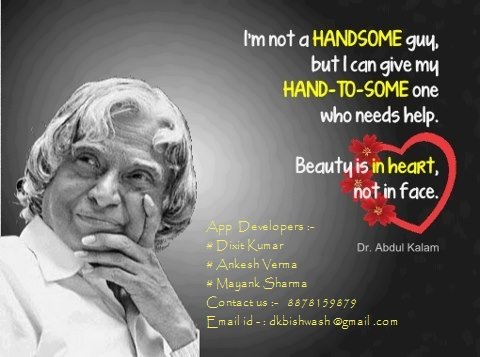 I'm not a HANDSOME guy,
but I can give my
HAND-TO-SOME one
who needs help.
Beauty is in heart,
not in face.
Dr. Abdul Kalam
App Developers :-
# Dixit Kumar
# Ankesh Verma
# Mayank Sharma
Contact us :- 8878159879
Email id - : dkbishwash @gmail .com